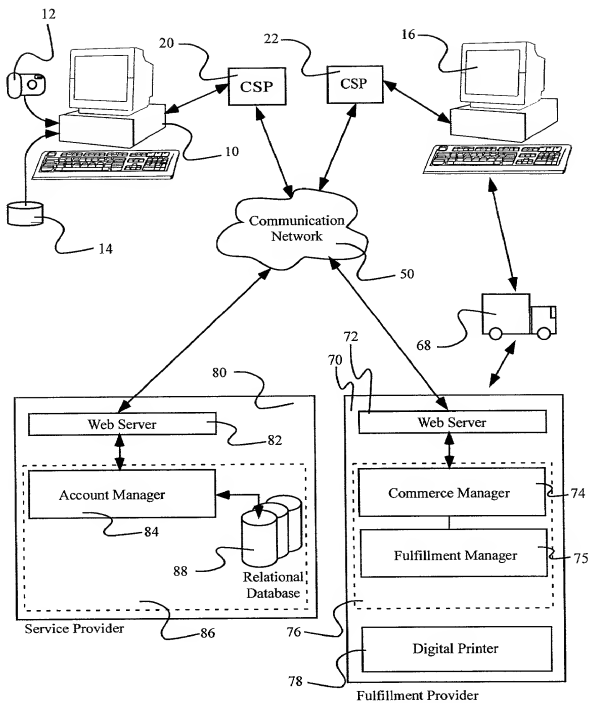 12
20
CSP
22
CSP
16
10
14
Communication
Network
50
68
80
Web Server
82
Account Manager
84
88
Relational
Database
86
Service Provider
70
72
Web Server
Commerce Manager
74
Fulfillment Manager
75
76
Digital Printer
78
Fulfillment Provider